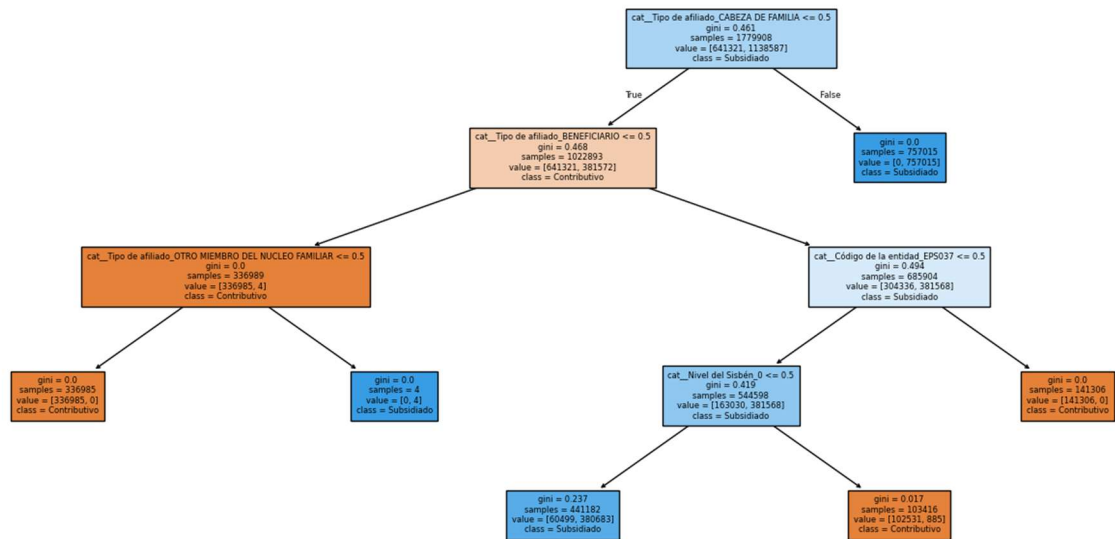 cat__Tipo de afiliado_CABEZA DE FAMILIA <= 0.5
gini = 0.461
samples = 1779908
value = [641321, 1138587]
class = Subsidiado
True
False
cat__Tipo de afiliado_BENEFICIARIO <= 0.5
gini = 0.468
samples = 1022893
value = [641321, 381572]
class = Contributivo
gini = 0.0
samples = 757015
value = [0, 757015]
class = Subsidiado
cat__Tipo de afiliado_OTRO MIEMBRO DEL NUCLEO FAMILIAR <= 0.5
gini = 0.0
samples = 336989
value = [336985, 4]
class = Contributivo
cat__Código de la entidad_EPS037 <= 0.5
gini = 0.494
samples = 685904
value = [304336, 381568]
class = Subsidiado
gini = 0.0
samples = 336985
value = [336985, 0]
class = Contributivo
gini = 0.0
samples = 4
value = [0, 4]
class = Subsidiado
cat__Nivel del Sisbén_0 <= 0.5
gini = 0.419
samples = 544598
value = [163030, 381568]
class = Subsidiado
gini = 0.0
samples = 141306
value = [141306, 0]
class = Contributivo
gini = 0.237
samples = 441182
value = [60499, 380683]
class = Subsidiado
gini = 0.017
samples = 103416
value = [102531, 885]
class = Contributivo